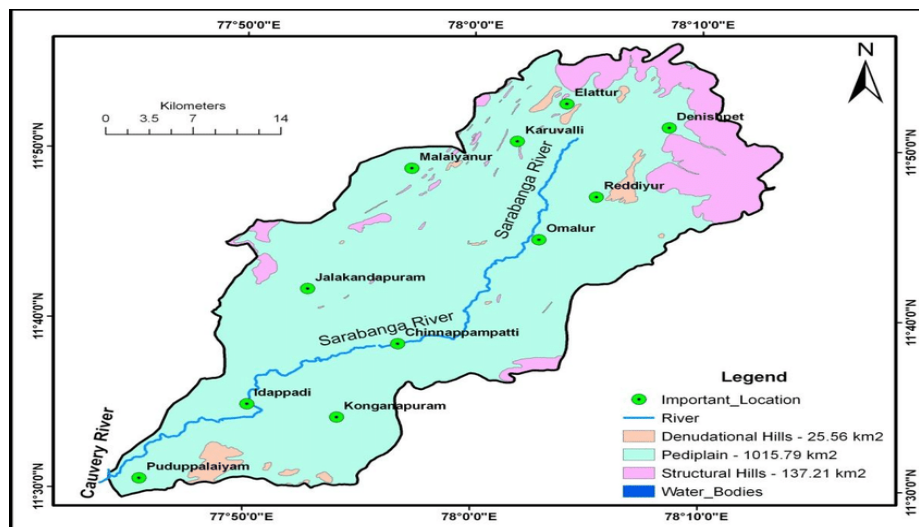 77°50'0"E
78°0'0"E
78°10'0"E
N
Kilometers
0 3.5 7 14
Elattur
Denishpet
Karuvalli
Malaiyanur
11°50'0"N
11°50'0"N
Reddiyur
Sarabanga River
Omalur
Jalakandapuram
11°40'0"N
11°40'0"N
Sarabanga River
Chinnappampatti
Idappadi
Konganapuram
Legend
Important_Location
River
Denudational Hills - 25.56 km2
Pediplain - 1015.79 km2
Structural Hills - 137.21 km2
Water_Bodies
Cauvery River
Puduppalaiyam
11°30'0"N
11°30'0"N
77°50'0"E
78°0'0"E
78°10'0"E